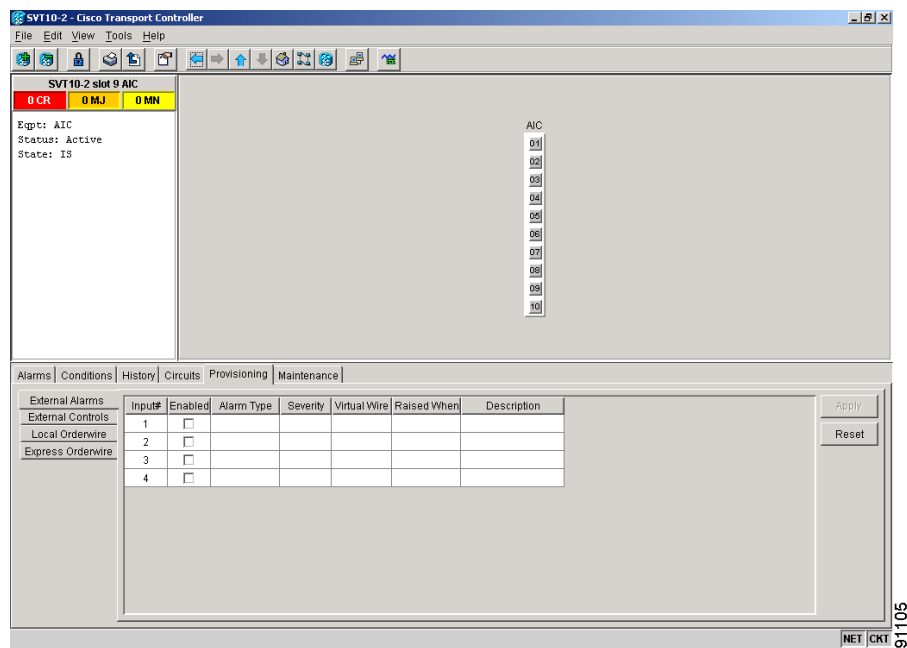 SVT10-2 - Cisco Transport Controller
File Edit View Tools Help
SVT10-2 slot 9 AIC
0 CR 0 MJ 0 MN
Eqpt: AIC
Status: Active
State: IS
AIC
01
02
03
04
05
06
07
08
09
10
Alarms Conditions History Circuits Provisioning Maintenance
External Alarms
External Controls
Local Orderwire
Express Orderwire
Input# Enabled Alarm Type Severity Virtual Wire Raised When Description
1
2
3
4
Apply
Reset
NET CKT
91105